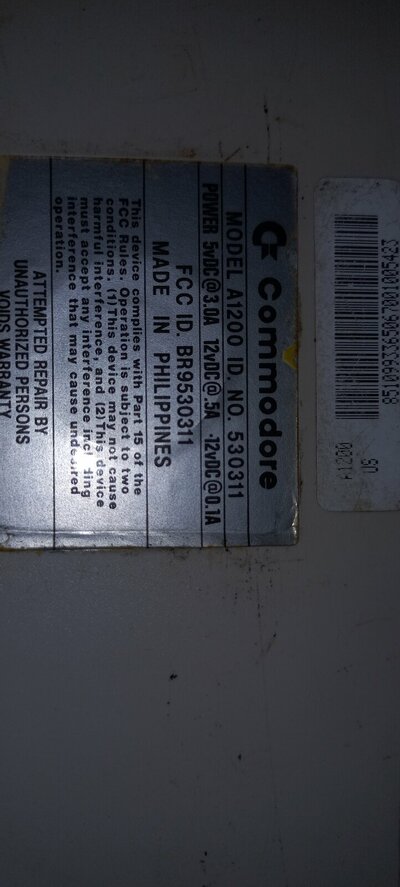 Commodore
MODEL A1200 ID. NO. 530311
POWER 5vDC@3.0A 12vDC@.5A -12vDC@0.1A
FCC ID. BR9530311
MADE IN PHILIPPINES
This device complies with Part 15 of the
FCC Rules. Operation is subject to two
conditions. (1)This device may not cause
harmful interference, and (2)This device
must accept any interference including
interference that may cause undesired
operation.
ATTEMPTED REPAIR BY
UNAUTHORIZED PERSONS
VOIDS WARRANTY
A1200
SD